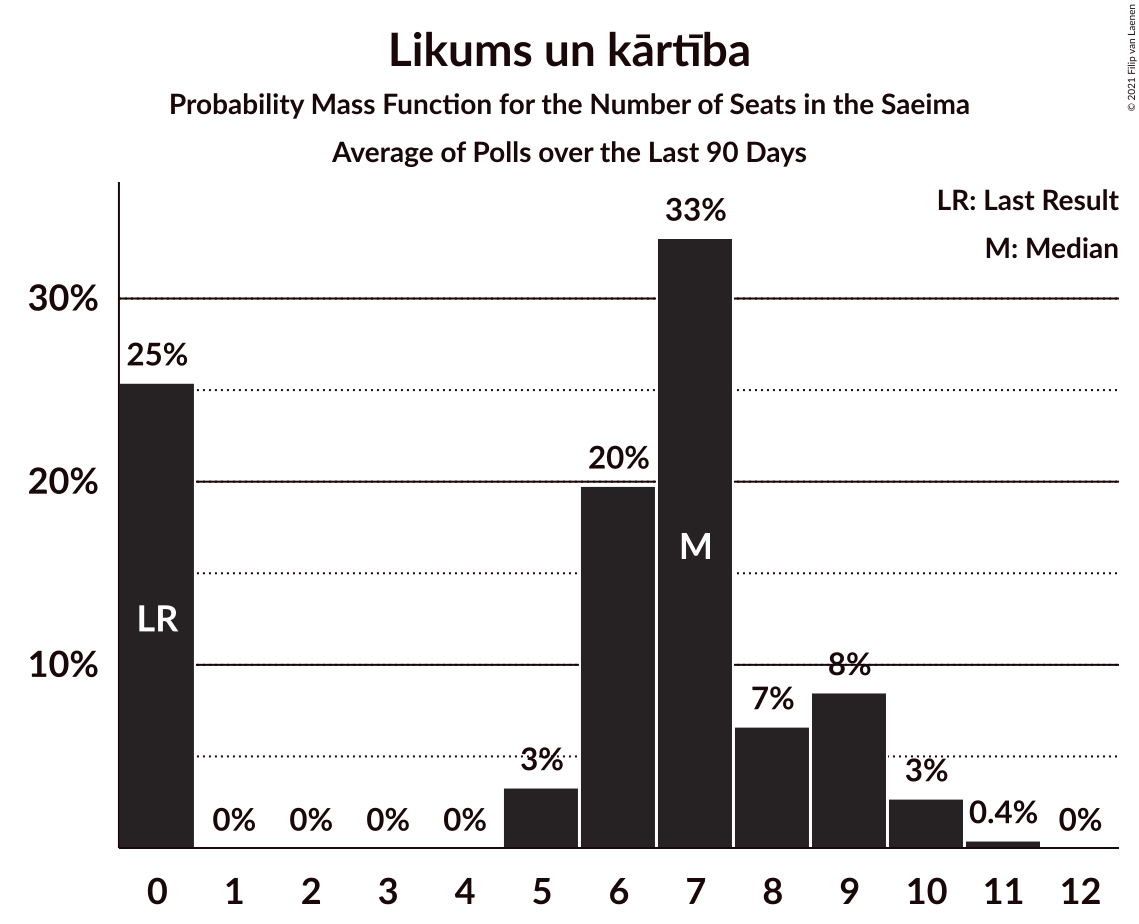 Likums un kārtība
Probability Mass Function for the Number of Seats in the Saeima
Average of Polls over the Last 90 Days
© 2021 Filip van Laenen
LR: Last Result
M: Median
33%
30%
25%
20%
20%
M
LR
10%
8%
7%
3%
3%
0% 0% 0% 0% 0.4% 0%
0 1 2 3 4 5 6 7 8 9 10 11 12